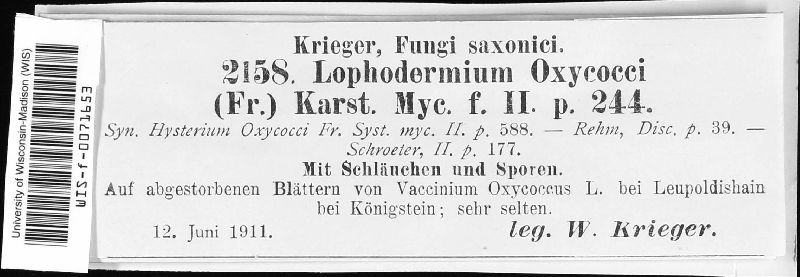 University of Wisconsin-Madison (WIS)
WIS-f-0071653
Krieger, Fungi saxonici.
2158. Lophodermium Oxycocci
(Fr.) Karst. Myc. f. II. p. 244.
Syn. Hysterium Oxycocci Fr. Syst. myc. II. p. 588. — Rehm, Disc. p. 39. —
Schroeter, II. p. 177.
Mit Schläuchen und Sporen.
Auf abgestorbenen Blättern von Vaccinium Oxycoccus L. bei Leupoldishain
bei Königstein; sehr selten.
12. Juni 1911.
leg. W. Krieger.